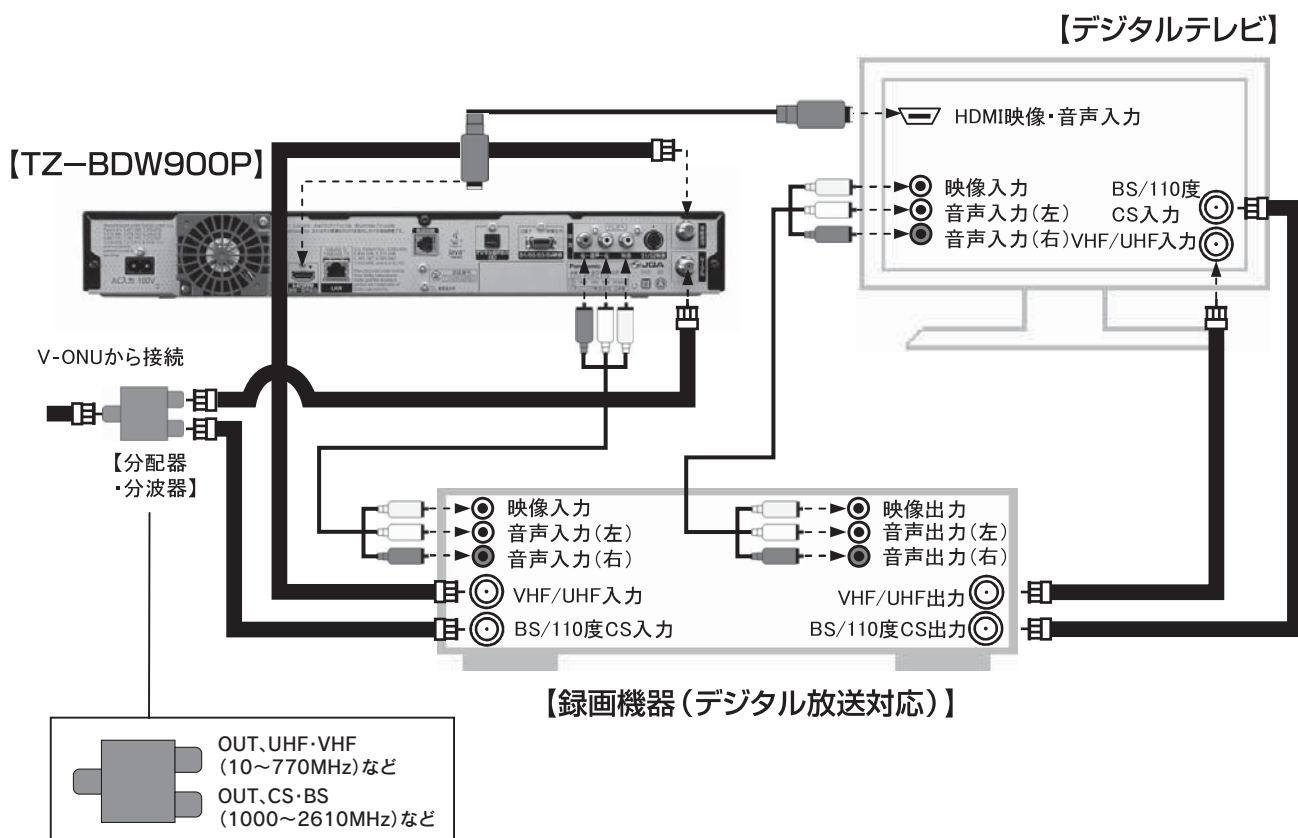 【デジタルテレビ】
HDMI映像・音声入力
【TZ−BDW900P】
映像入力
音声入力(左)
音声入力(右)
BS/110度
CS入力
VHF/UHF入力
AC入力 100V
LAN
JQA
V-ONUから接続
【分配器
・分波器】
映像入力
音声入力(左)
音声入力(右)
VHF/UHF入力
BS/110度CS入力
映像出力
音声出力(左)
音声出力(右)
VHF/UHF出力
BS/110度CS出力
【録画機器(デジタル放送対応)】
OUT、UHF・VHF
(10〜770MHz)など
OUT、CS・BS
(1000〜2610MHz)など